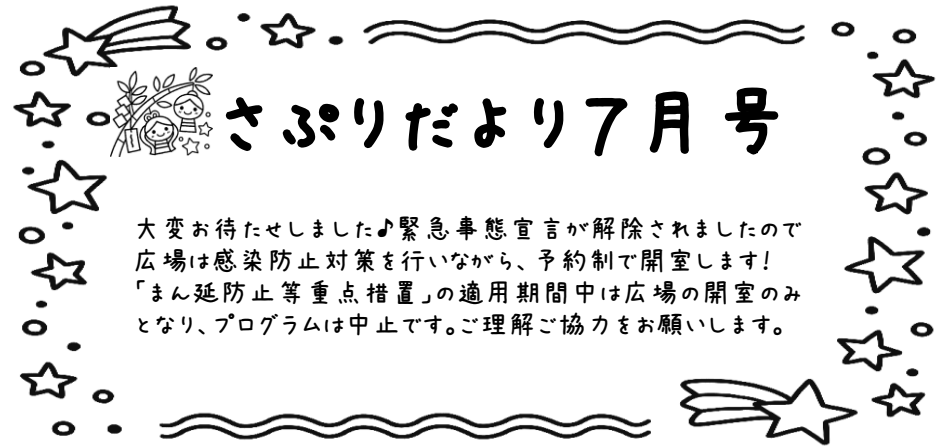 さぷりだより7月号
大変お待たせしました♪緊急事態宣言が解除されましたので
広場は感染防止対策を行いながら、予約制で開室します!
「まん延防止等重点措置」の適用期間中は広場の開室のみ
となり、プログラムは中止です。ご理解ご協力をお願いします。